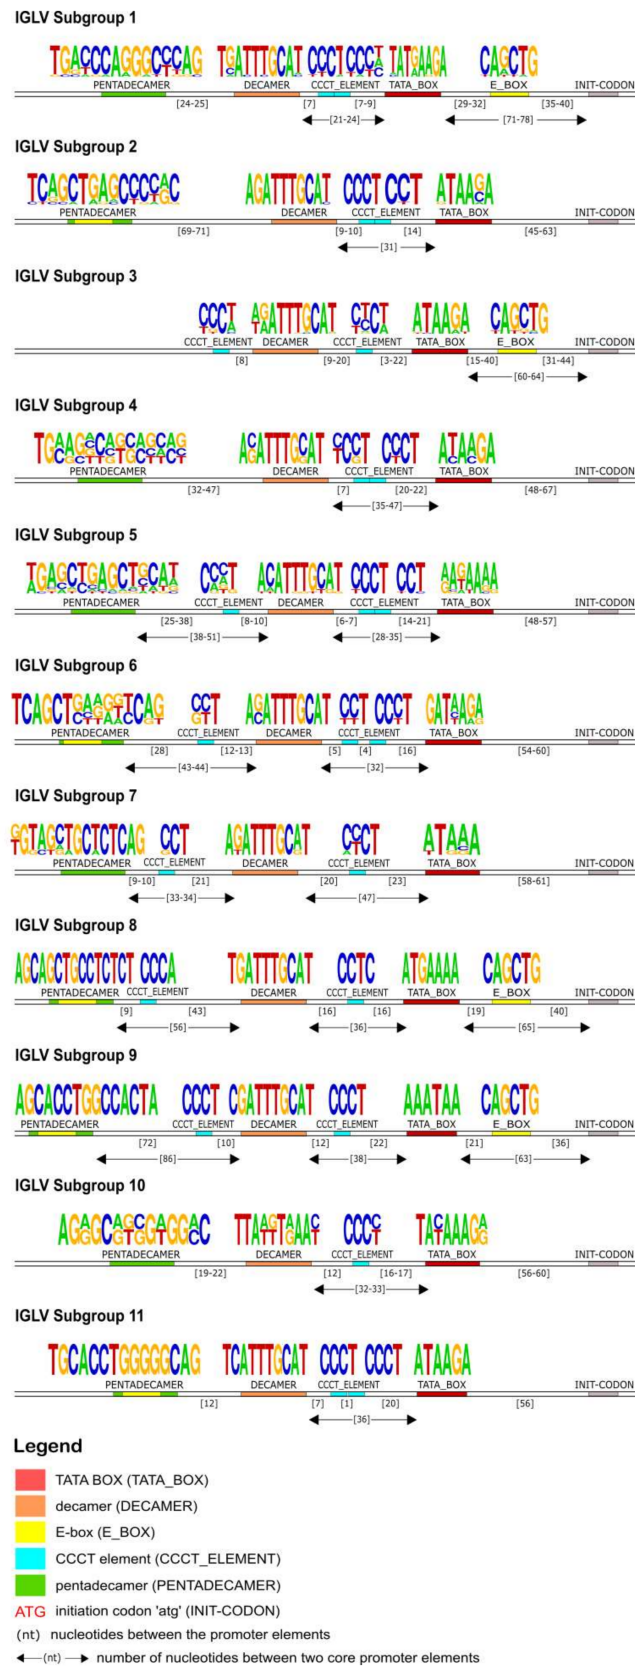 IGLV Subgroup 1
TGACCCAGGGCCCAG TGATTTGCAT CCCT CCCA TATGAAGA CAGCTG
PENTADECAMER DECAMER CCCT_ELEMENT TATA_BOX E_BOX INIT-CODON
[24-25] [7] [7-9] [29-32] [35-40]
[21-24] [71-78]
IGLV Subgroup 2
TCAGCTGAGCCCCAC AGATTTGCAT CCCT CCT ATAAGA
PENTADECAMER DECAMER CCCT_ELEMENT TATA_BOX INIT-CODON
[69-71] [9-10] [14] [45-63]
[31]
IGLV Subgroup 3
CCCT AGATTTGCAT CTCT ATAAGA CAGCTG
CCCT_ELEMENT DECAMER CCCT_ELEMENT TATA_BOX E_BOX INIT-CODON
[8] [9-20] [3-22] [15-40] [31-44]
[60-64]
IGLV Subgroup 4
ACATTTGCAT CCCT CCCT ATAAGA
PENTADECAMER DECAMER CCCT_ELEMENT TATA_BOX INIT-CODON
[32-47] [7] [20-22] [48-67]
[35-47]
IGLV Subgroup 5
TGAGCTGAGCTGCAT CCCT ACATTTGCAT CCCT CCT
PENTADECAMER CCCT_ELEMENT DECAMER CCCT_ELEMENT TATA_BOX INIT-CODON
[25-38] [8-10] [6-7] [14-21] [48-57]
[38-51] [28-35]
IGLV Subgroup 6
CCT AGATTTGCAT CCT CCCT GATAAGA
PENTADECAMER CCCT_ELEMENT DECAMER CCCT_ELEMENT TATA_BOX INIT-CODON
[28] [12-13] [5] [4] [16] [54-60]
[43-44] [32]
IGLV Subgroup 7
GGTAGCTGCTCTCAG CCT AGATTTGCAT CCCT ATAAA
PENTADECAMER CCCT_ELEMENT DECAMER CCCT_ELEMENT TATA_BOX INIT-CODON
[9-10] [21] [20] [23] [58-61]
[33-34] [47]
IGLV Subgroup 8
AGCAGCTGCCTCTCT CCCA TGATTTGCAT CCTC ATGAAAA CAGCTG
PENTADECAMER CCCT_ELEMENT DECAMER CCCT_ELEMENT TATA_BOX E_BOX INIT-CODON
[9] [43] [16] [16] [19] [40]
[56] [36] [65]
IGLV Subgroup 9
AGCACCTGGCCACTA CCCT CGATTTGCAT CCCT AAATAA CAGCTG
PENTADECAMER CCCT_ELEMENT DECAMER CCCT_ELEMENT TATA_BOX E_BOX INIT-CODON
[72] [10] [12] [22] [21] [36]
[86] [38] [63]
IGLV Subgroup 10
CCCC TATAAAGA
PENTADECAMER DECAMER CCCT_ELEMENT TATA_BOX INIT-CODON
[19-22] [12] [16-17] [56-60]
[32-33]
IGLV Subgroup 11
TGCACCTGGGGGCAG TCATTTGCAT CCCT CCCT ATAAGA
PENTADECAMER DECAMER CCCT_ELEMENT TATA_BOX INIT-CODON
[12] [7] [1] [20] [56]
[36]
Legend
TATA BOX (TATA_BOX)
decamer (DECAMER)
E-box (E_BOX)
CCCT element (CCCT_ELEMENT)
pentadecamer (PENTADECAMER)
ATG initiation codon 'atg' (INIT-CODON)
(nt) nucleotides between the promoter elements
(nt) number of nucleotides between two core promoter elements